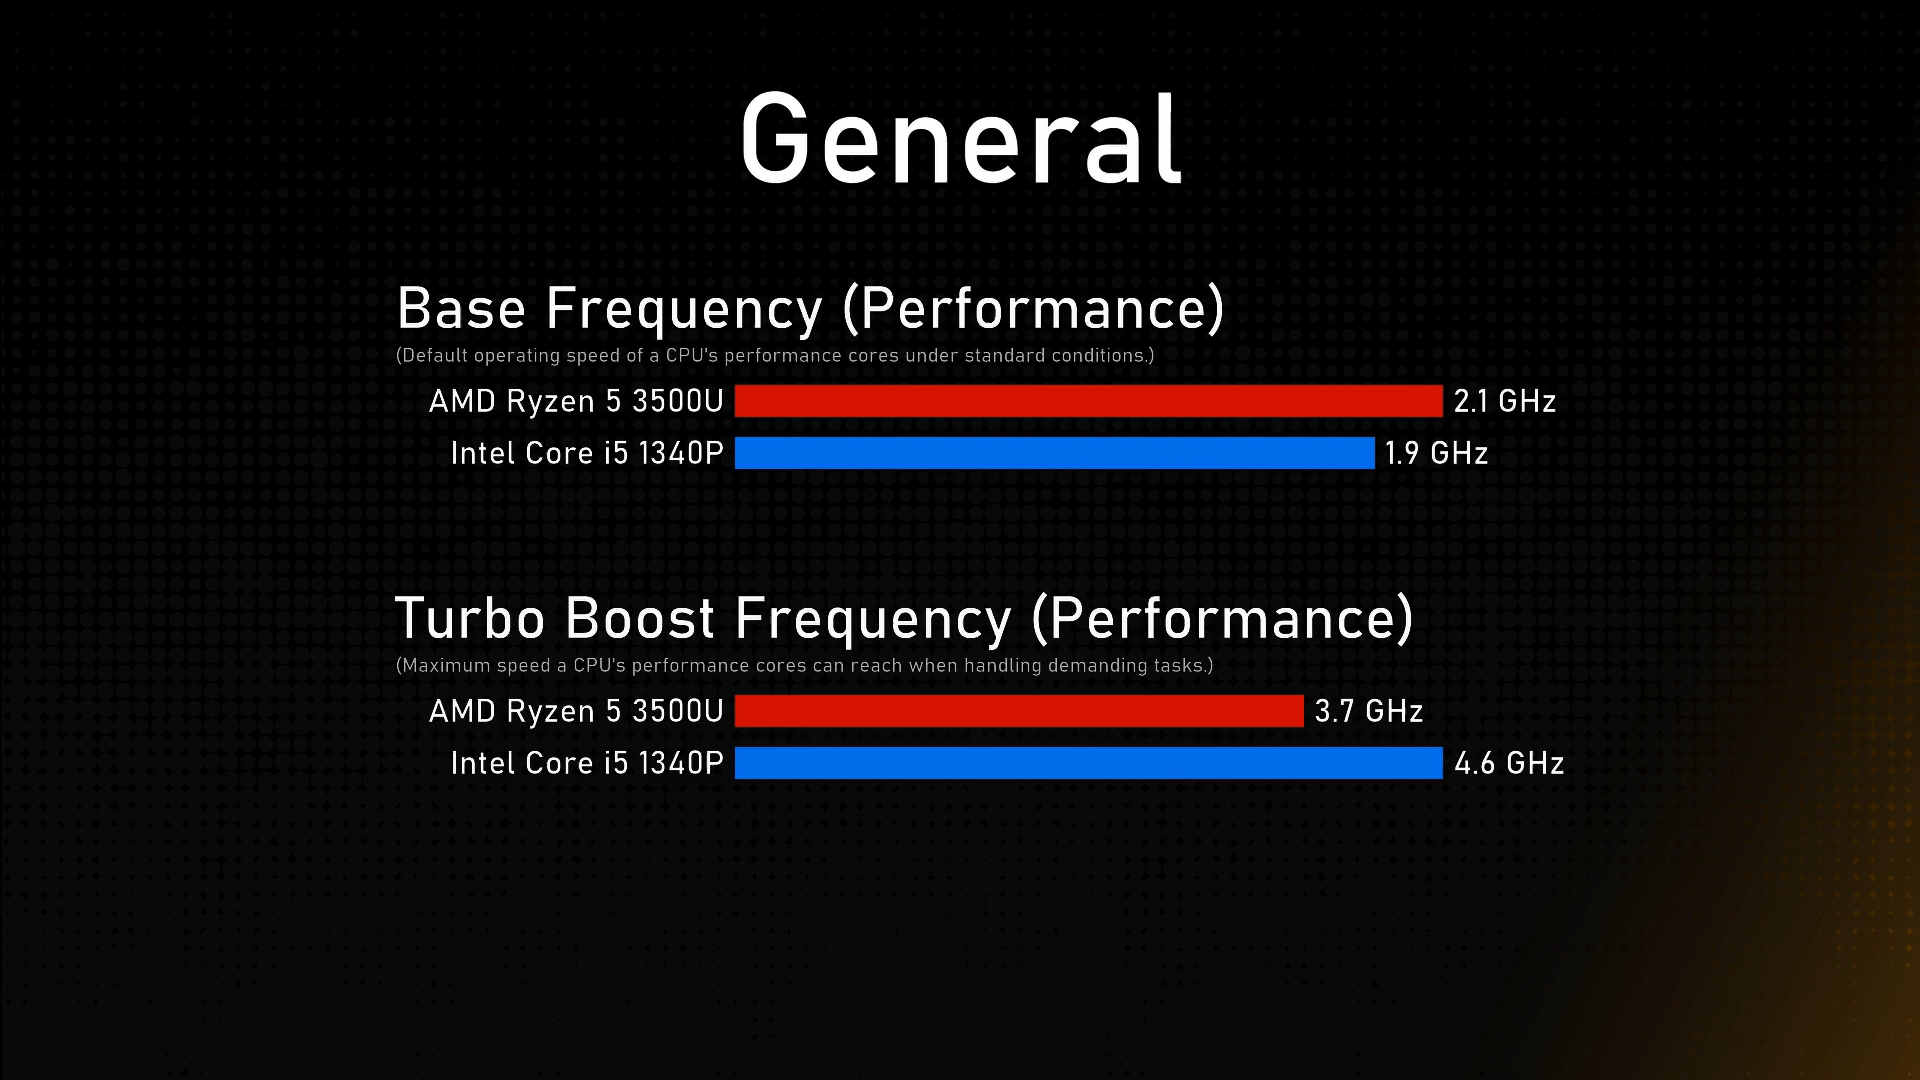 General
Base Frequency (Performance)
(Default operating speed of a CPU's performance cores under standard conditions.)
AMD Ryzen 5 3500U 2.1 GHz
Intel Core i5 1340P 1.9 GHz
Turbo Boost Frequency (Performance)
(Maximum speed a CPU's performance cores can reach when handling demanding tasks.)
AMD Ryzen 5 3500U 3.7 GHz
Intel Core i5 1340P 4.6 GHz